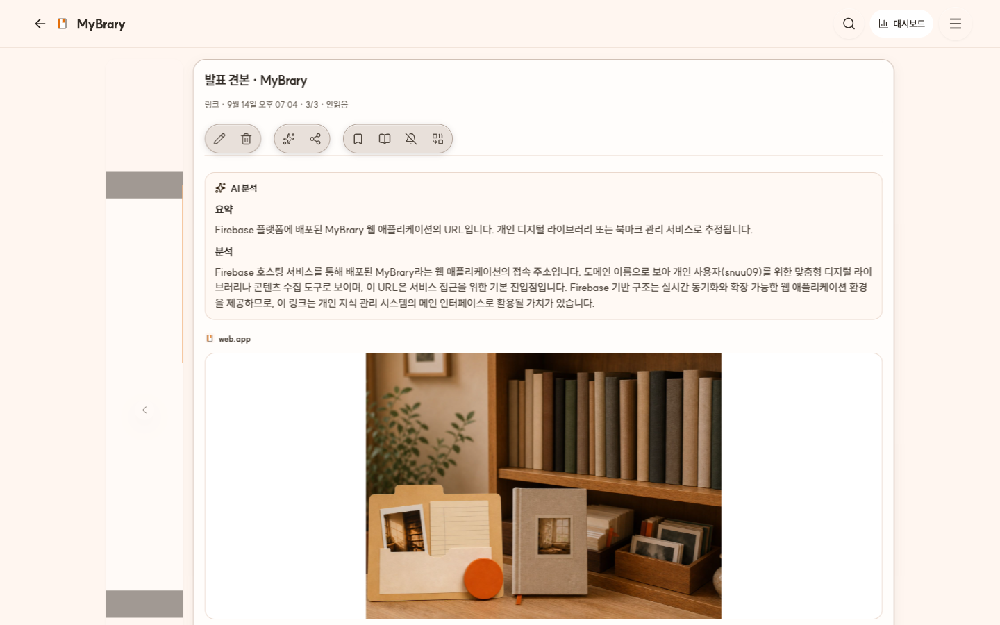 MyBrary
대시보드
발표 견본 · MyBrary
링크 · 9월 14일 오후 07:04 · 3/3 · 안읽음
AI 분석
요약
Firebase 플랫폼에 배포된 MyBrary 웹 애플리케이션의 URL입니다. 개인 디지털 라이브러리 또는 북마크 관리 서비스로 추정됩니다.
분석
Firebase 호스팅 서비스를 통해 배포된 MyBrary라는 웹 애플리케이션의 접속 주소입니다. 도메인 이름으로 보아 개인 사용자(snuu09)를 위한 맞춤형 디지털 라이
브러리나 콘텐츠 수집 도구로 보이며, 이 URL은 서비스 접근을 위한 기본 진입점입니다. Firebase 기반 구조는 실시간 동기화와 확장 가능한 웹 애플리케이션 환경
을 제공하므로, 이 링크는 개인 지식 관리 시스템의 메인 인터페이스로 활용될 가치가 있습니다.
web.app